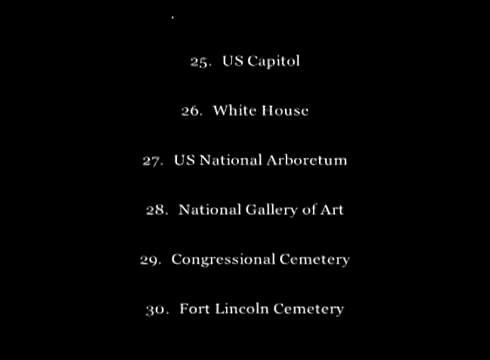 25. US Capitol
26. White House
27. US National Arboretum
28. National Gallery of Art
29. Congressional Cemetery
30. Fort Lincoln Cemetery